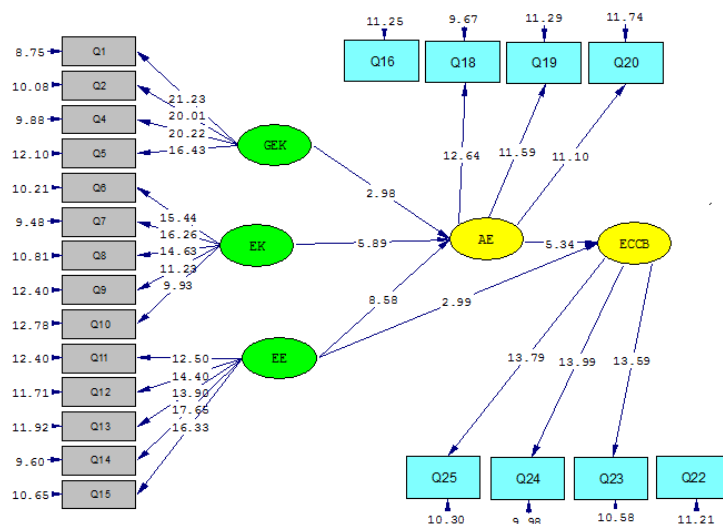 11.25 9.67 11.29 11.74
Q16 Q18 Q19 Q20
8.75 Q1
10.08 Q2
9.88 Q4
12.10 Q5
10.21 Q6
9.48 Q7
10.81 Q8
12.40 Q9
12.78 Q10
12.40 Q11
11.71 Q12
11.92 Q13
9.60 Q14
10.65 Q15
21.23
20.01
20.22
16.43
15.44
16.26
14.63
11.23
9.93
12.50
14.40
13.90
17.65
16.33
GEK
EK
EE
2.98
5.89
8.58
2.99
12.64
11.59
11.10
AE
5.34
ECCB
13.79
13.99
13.59
Q25 Q24 Q23 Q22
10.30 9.98 10.58 11.21